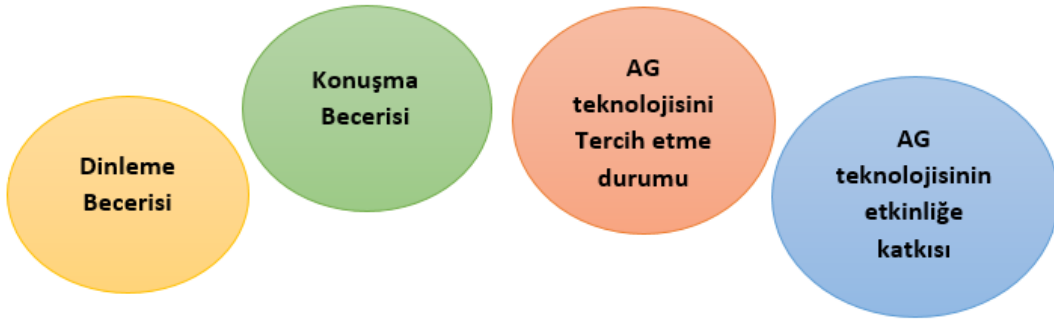 Dinleme
Becerisi
Konuşma
Becerisi
AG
teknolojisini
Tercih etme
durumu
AG
teknolojisinin
etkinliğe
katkısı